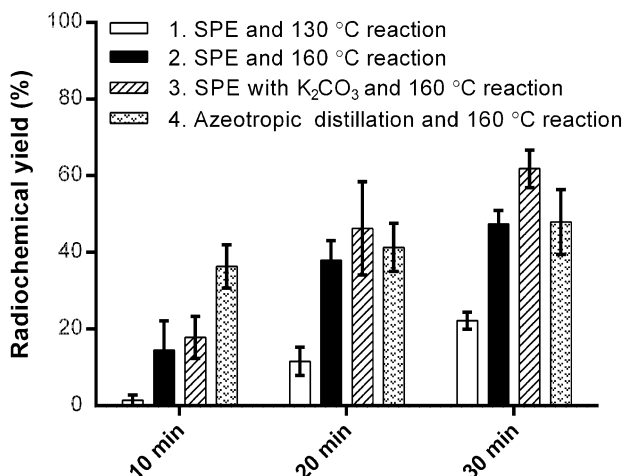 Radiochemical yield (%)
100
80
60
40
20
0
1. SPE and 130 °C reaction
2. SPE and 160 °C reaction
3. SPE with K₂CO₃ and 160 °C reaction
4. Azeotropic distillation and 160 °C reaction
10 min
20 min
30 min